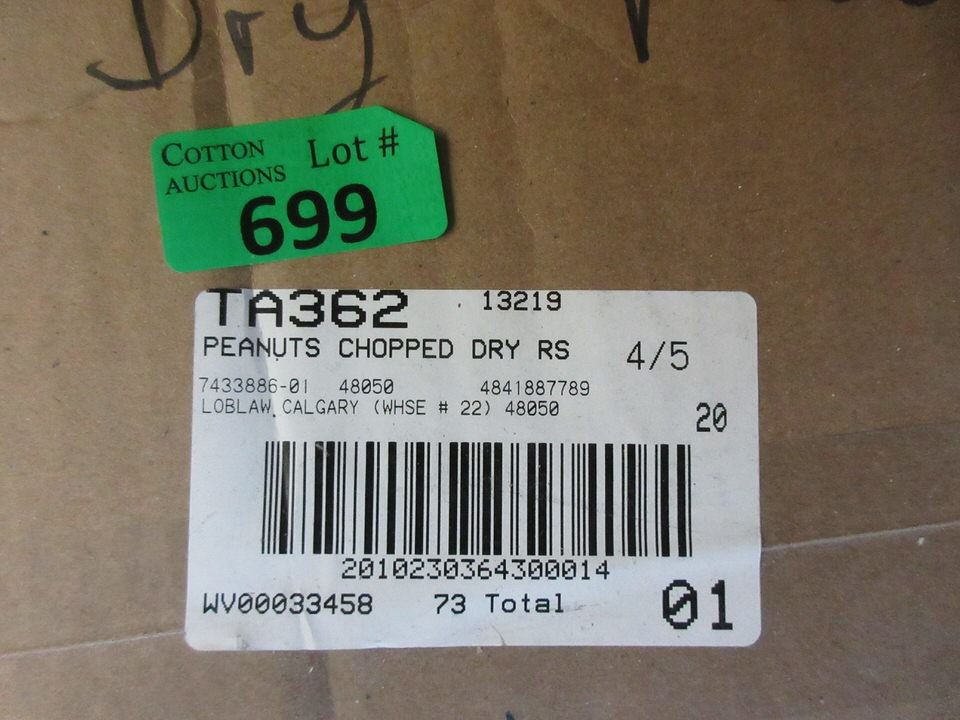 Dry
COTTON
AUCTIONS
Lot #
699
TA362 13219
PEANUTS CHOPPED DRY RS 4/5
7433886-01 48050 4841887789
LOBLAW CALGARY (WHSE # 22) 48050
20
2010230364300014
WV00033458 73 Total 01